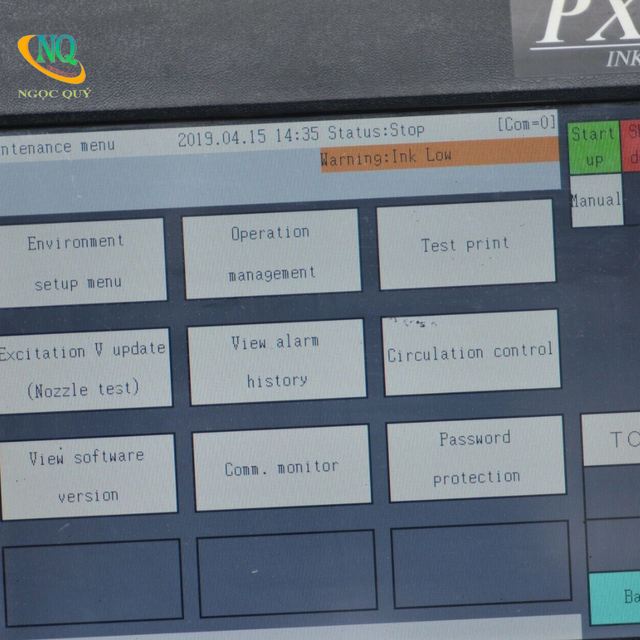 NQ
NGỌC QUÝ
PX
INK
ntenance menu 2019.04.15 14:35 Status:Stop [Com=0]
Warning:Ink Low
Start
up
Manual
Environment
setup menu
Operation
management
Test print
Excitation V update
(Nozzle test)
View alarm
history
Circulation control
View software
version
Comm. monitor
Password
protection
TO
Ba